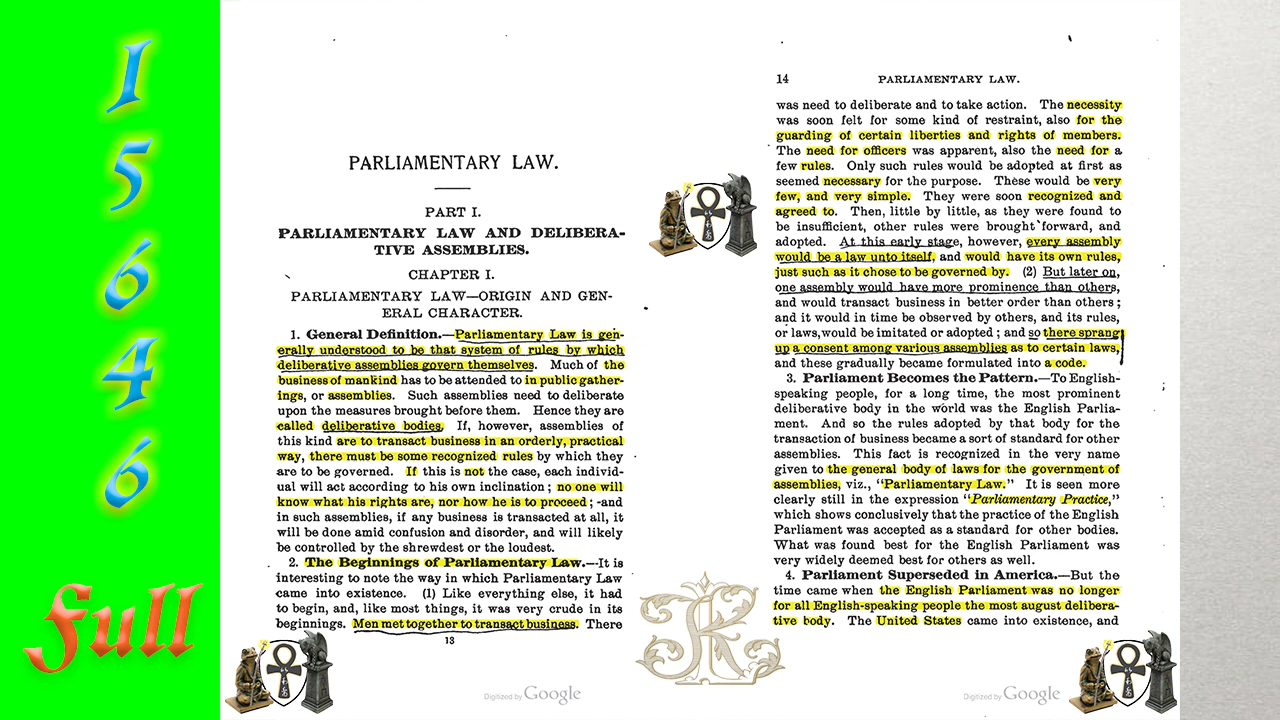 1
5
6
4
6
Full
PARLIAMENTARY LAW.
PART I.
PARLIAMENTARY LAW AND DELIBERA-
TIVE ASSEMBLIES.
CHAPTER I.
PARLIAMENTARY LAW—ORIGIN AND GEN-
ERAL CHARACTER.
1. General Definition.—Parliamentary Law is gen-
erally understood to be that system of rules by which
deliberative assemblies govern themselves. Much of the
business of mankind has to be attended to in public gather-
ings, or assemblies. Such assemblies need to deliberate
upon the measures brought before them. Hence they are
called deliberative bodies. If, however, assemblies of
this kind are to transact business in an orderly, practical
way, there must be some recognized rules by which they
are to be governed. If this is not the case, each individ-
ual will act according to his own inclination; no one will
know what his rights are, nor how he is to proceed; and
in such assemblies, if any business is transacted at all, it
will be done amid confusion and disorder, and will likely
be controlled by the shrewdest or the loudest.
2. The Beginnings of Parliamentary Law.—It is
interesting to note the way in which Parliamentary Law
came into existence. (1) Like everything else, it had
to begin, and, like most things, it was very crude in its
beginnings. Men met together to transact business. There
13
Digitized by Google
14 PARLIAMENTARY LAW.
was need to deliberate and to take action. The necessity
was soon felt for some kind of restraint, also for the
guarding of certain liberties and rights of members.
The need for officers was apparent, also the need for a
few rules. Only such rules would be adopted at first as
seemed necessary for the purpose. These would be very
few, and very simple. They were soon recognized and
agreed to. Then, little by little, as they were found to
be insufficient, other rules were brought forward, and
adopted. At this early stage, however, every assembly
would be a law unto itself, and would have its own rules,
just such as it chose to be governed by. (2) But later on,
one assembly would have more prominence than others,
and would transact business in better order than others;
and it would in time be observed by others, and its rules,
or laws, would be imitated or adopted; and so there sprang
up a consent among various assemblies as to certain laws,
and these gradually became formulated into a code.
3. Parliament Becomes the Pattern.—To English-
speaking people, for a long time, the most prominent
deliberative body in the world was the English Parlia-
ment. And so the rules adopted by that body for the
transaction of business became a sort of standard for other
assemblies. This fact is recognized in the very name
given to the general body of laws for the government of
assemblies, viz., "Parliamentary Law." It is seen more
clearly still in the expression "Parliamentary Practice,"
which shows conclusively that the practice of the English
Parliament was accepted as a standard for other bodies.
What was found best for the English Parliament was
very widely deemed best for others as well.
4. Parliament Superseded in America.—But the
time came when the English Parliament was no longer
for all English-speaking people the most august delibera-
tive body. The United States came into existence, and
Digitized by Google